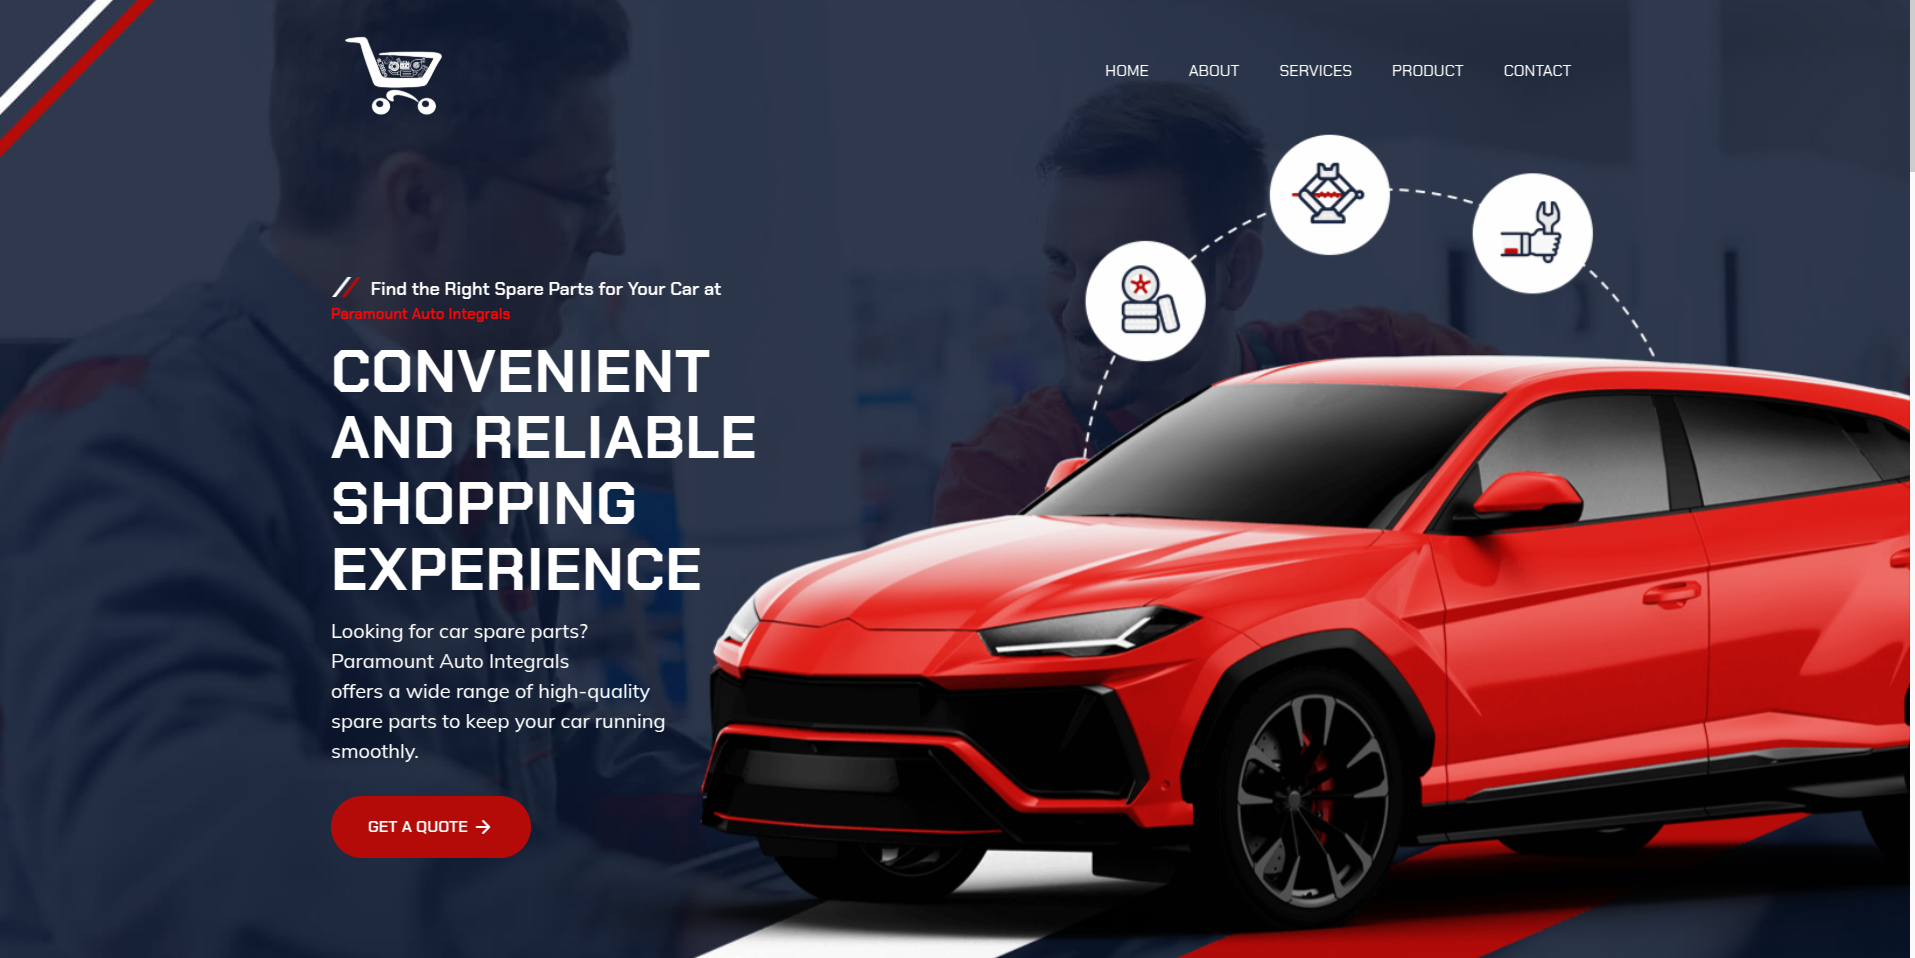 HOME ABOUT SERVICES PRODUCT CONTACT
Find the Right Spare Parts for Your Car at
Paramount Auto Integrals
CONVENIENT
AND RELIABLE
SHOPPING
EXPERIENCE
Looking for car spare parts?
Paramount Auto Integrals
offers a wide range of high-quality
spare parts to keep your car running
smoothly.
GET A QUOTE